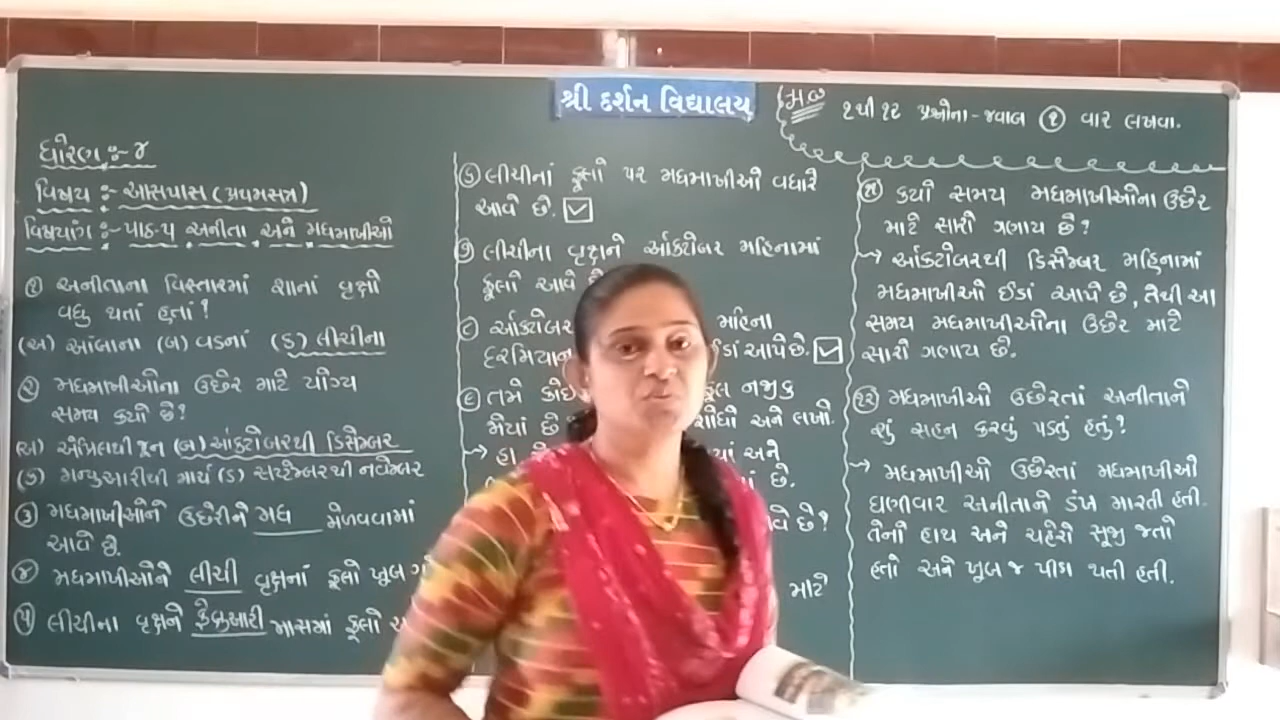 શ્રી દર્શન વિદ્યાલય
૧થી ૧૨ પ્રશ્નોના - જવાબ ૧ વાર લખવા.
ધોરણ :- ૪
વિષય :- આસપાસ (પ્રથમસત્ર)
વિષયાંગ :- પાઠ-૫ અનીતા અને મધમાખીઓ
૧ અનીતાના વિસ્તારમાં શાનાં વૃક્ષો
વધુ થતાં હતાં?
(અ) આંબાના (બ) વડનાં (ક) લીચીના
૨ મધમાખીઓના ઉછેર માટે યોગ્ય
સમય કયો છે?
(અ) એપ્રિલથી જૂન (બ) ઑક્ટોબરથી ડિસેમ્બર
(ક) જાન્યુઆરીથી માર્ચ (ડ) સપ્ટેમ્બરથી નવેમ્બર
૩ મધમાખીઓને ઉછેરીને મધ મેળવવામાં
આવે છે.
૪ મધમાખીઓને લીચી વૃક્ષનાં ફૂલો ખૂબ
૫ લીચીના વૃક્ષને ફેબ્રુઆરી માસમાં ફૂલો
૬ લીચીનાં ફૂલો પર મધમાખીઓ વધારે
આવે છે. ✓
૭ લીચીના વૃક્ષને ઑક્ટોબર મહિનામાં
ફૂલો આવે છે
૮ ઑક્ટોબર મહિના
દરમિયાન ઈંડાં આપે છે. ✓
૯ તમે કોઈ ફૂલ નજીક
શોધો અને લખો.
→ હા અને
છે.
છે?
માટે
૧૧ કયો સમય મધમાખીઓના ઉછેર
માટે સારો ગણાય છે?
→ ઑક્ટોબરથી ડિસેમ્બર મહિનામાં
મધમાખીઓ ઈંડાં આપે છે, તેથી આ
સમય મધમાખીઓના ઉછેર માટે
સારો ગણાય છે.
૧૨ મધમાખીઓ ઉછેરતાં અનીતાને
શું સહન કરવું પડતું હતું?
→ મધમાખીઓ ઉછેરતાં મધમાખીઓ
ઘણીવાર અનીતાને ડંખ મારતી હતી.
તેનો હાથ અને ચહેરો સૂજી જતો
હતો અને ખૂબ જ પીડા થતી હતી.